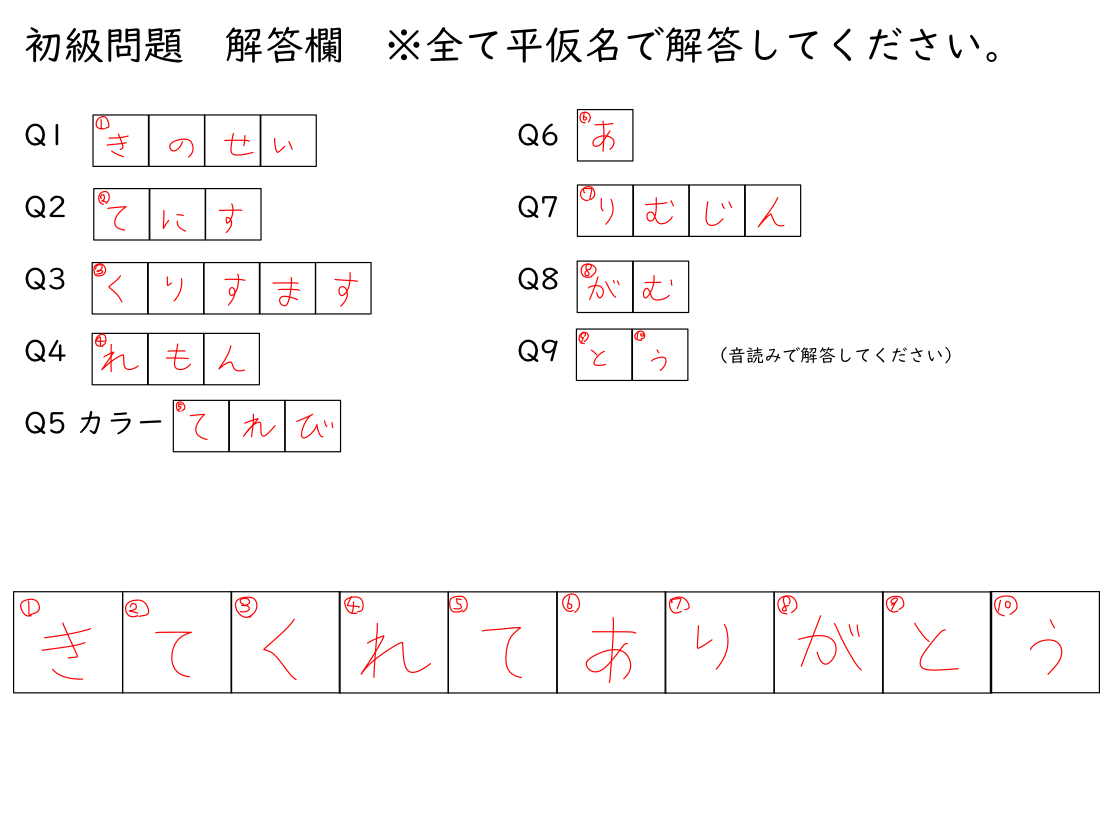 初級問題　解答欄　※全て平仮名で解答してください。
Q1 ①きのせい
Q2 ②てにす
Q3 ③くりすます
Q4 ④れもん
Q5 カラー ⑤てれび
Q6 ⑥あ
Q7 ⑦りむじん
Q8 ⑧がむ
Q9 ⑨と⑩う （音読みで解答してください）
①き②て③く④れ⑤て⑥あ⑦り⑧が⑨と⑩う